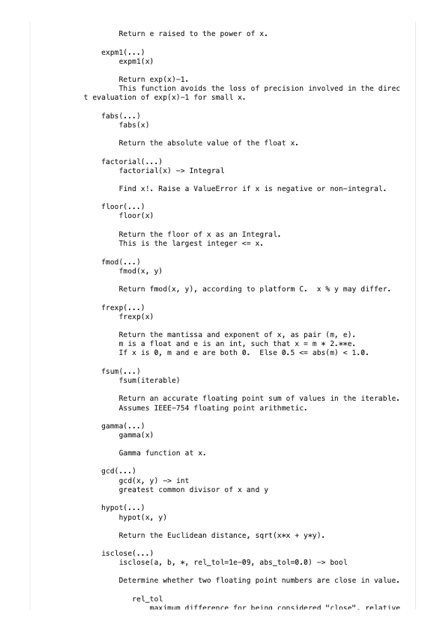 Return e raised to the power of x.
expm1(...)
expm1(x)
Return exp(x)-1.
This function avoids the loss of precision involved in the direc
t evaluation of exp(x)-1 for small x.
fabs(...)
fabs(x)
Return the absolute value of the float x.
factorial(...)
factorial(x) -> Integral
Find x!. Raise a ValueError if x is negative or non-integral.
floor(...)
floor(x)
Return the floor of x as an Integral.
This is the largest integer <= x.
fmod(...)
fmod(x, y)
Return fmod(x, y), according to platform C.  x % y may differ.
frexp(...)
frexp(x)
Return the mantissa and exponent of x, as pair (m, e).
m is a float and e is an int, such that x = m * 2.**e.
If x is 0, m and e are both 0.  Else 0.5 <= abs(m) < 1.0.
fsum(...)
fsum(iterable)
Return an accurate floating point sum of values in the iterable.
Assumes IEEE-754 floating point arithmetic.
gamma(...)
gamma(x)
Gamma function at x.
gcd(...)
gcd(x, y) -> int
greatest common divisor of x and y
hypot(...)
hypot(x, y)
Return the Euclidean distance, sqrt(x*x + y*y).
isclose(...)
isclose(a, b, *, rel_tol=1e-09, abs_tol=0.0) -> bool
Determine whether two floating point numbers are close in value.
rel_tol
maximum difference for being considered "close", relative